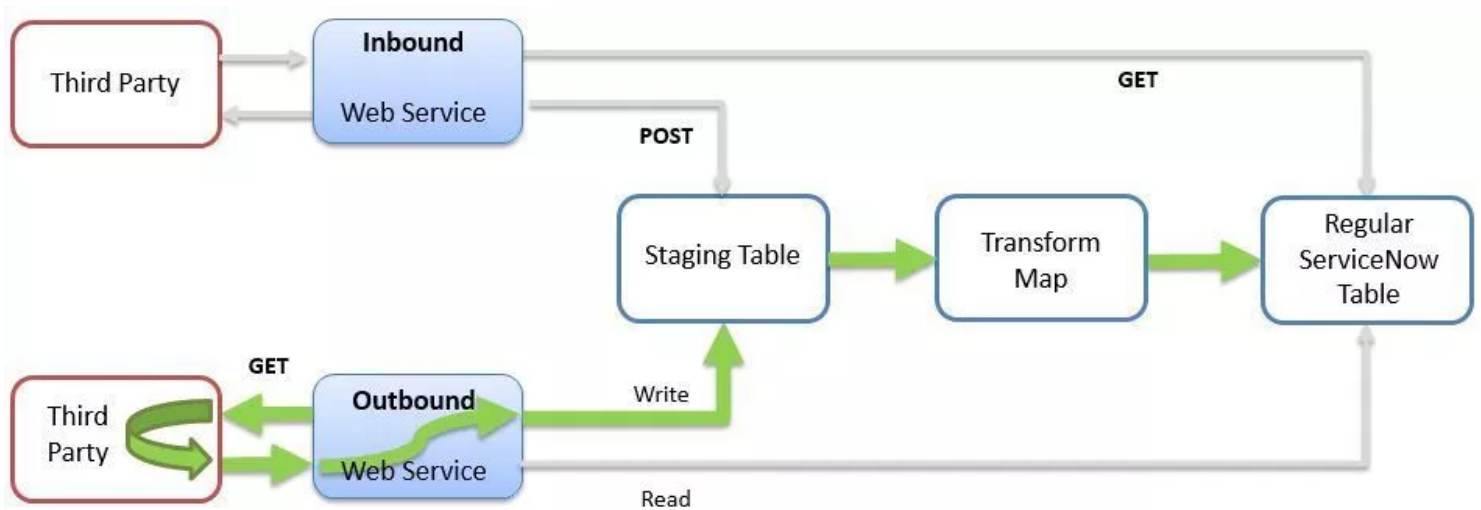 Inbound
Third Party
Web Service
GET
POST
Staging Table
Transform
Map
Regular
ServiceNow
Table
GET
Outbound
Write
Third
Party
Web Service
Read